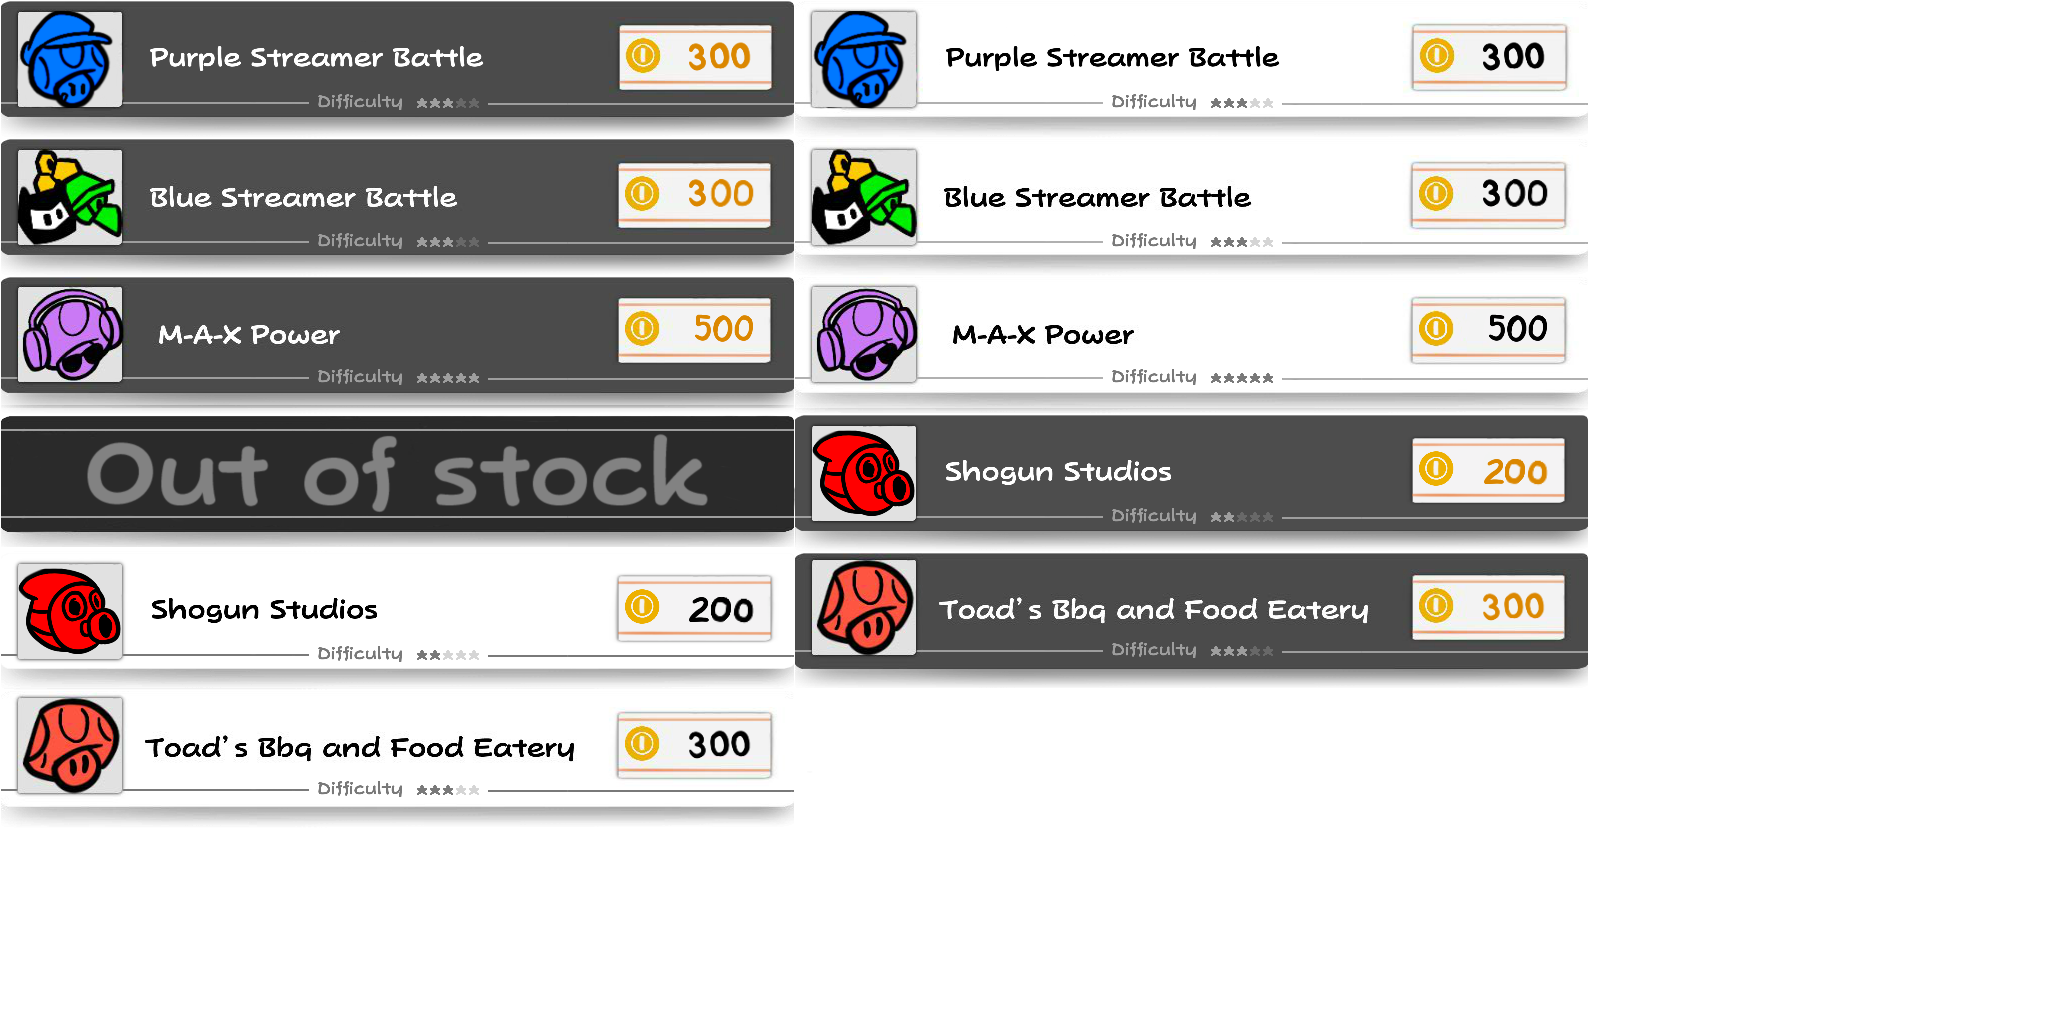 Purple Streamer Battle 300
Difficulty
Purple Streamer Battle 300
Difficulty
Blue Streamer Battle 300
Difficulty
Blue Streamer Battle 300
Difficulty
M-A-X Power 500
Difficulty
M-A-X Power 500
Difficulty
Out of stock
Shogun Studios 200
Difficulty
Shogun Studios 200
Difficulty
Toad's Bbq and Food Eatery 300
Difficulty
Toad's Bbq and Food Eatery 300
Difficulty